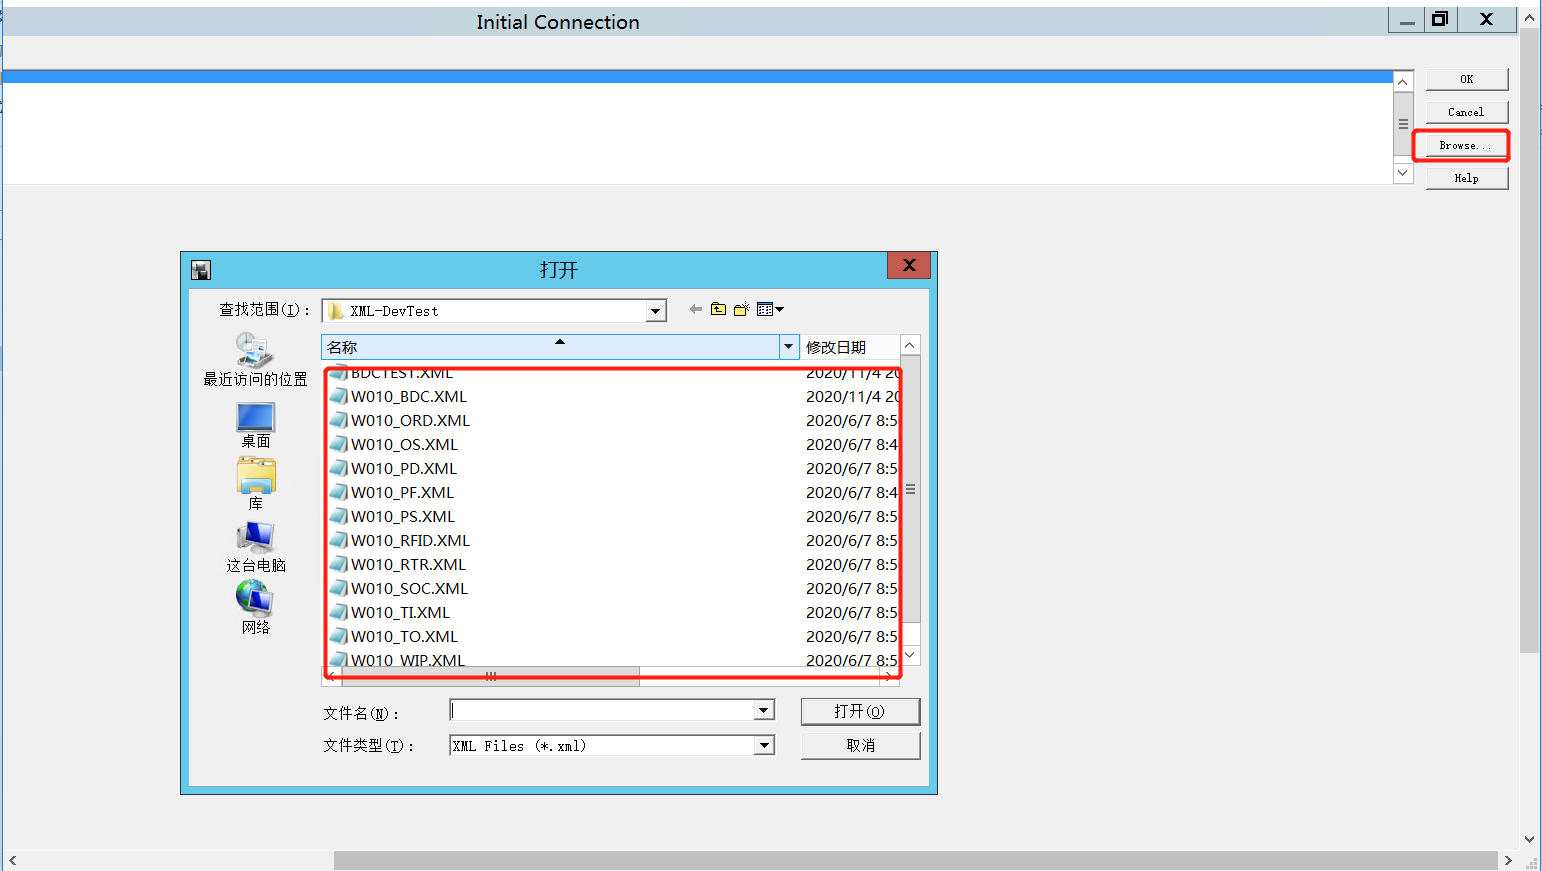 Initial Connection
OK
Cancel
Browse...
Help
打开
查找范围(I):
XML-DevTest
名称
修改日期
最近访问的位置
桌面
库
这台电脑
网络
BDCTEST.XML 2020/11/4 20
W010_BDC.XML 2020/11/4 20
W010_ORD.XML 2020/6/7 8:5
W010_OS.XML 2020/6/7 8:4
W010_PD.XML 2020/6/7 8:5
W010_PF.XML 2020/6/7 8:4
W010_PS.XML 2020/6/7 8:5
W010_RFID.XML 2020/6/7 8:5
W010_RTR.XML 2020/6/7 8:5
W010_SOC.XML 2020/6/7 8:5
W010_TI.XML 2020/6/7 8:5
W010_TO.XML 2020/6/7 8:5
W010_WIP.XML 2020/6/7 8:5
文件名(N):
打开(O)
文件类型(T):
XML Files (*.xml)
取消